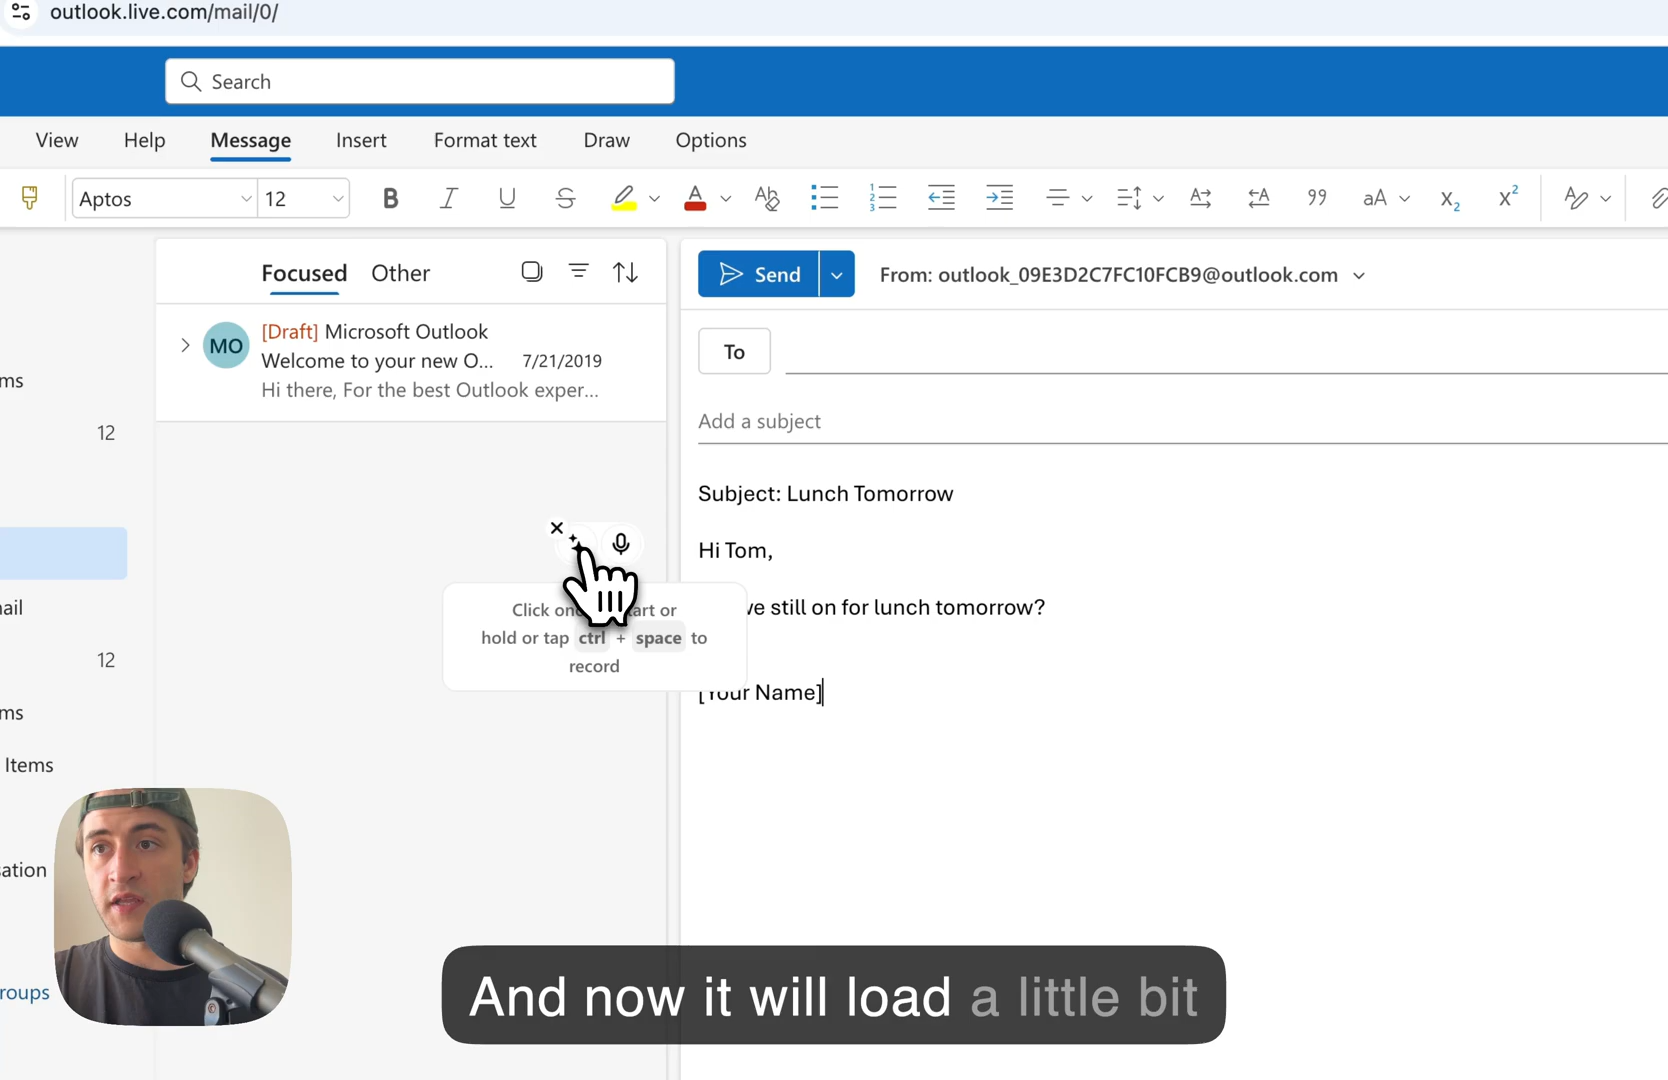 outlook.live.com/mail/0/
Search
View Help Message Insert Format text Draw Options
Aptos 12
Focused Other
Send From: outlook_09E3D2C7FC10FCB9@outlook.com
MO [Draft] Microsoft Outlook
Welcome to your new O... 7/21/2019
Hi there, For the best Outlook exper...
To
Add a subject
ms
12
Subject: Lunch Tomorrow
Hi Tom,
ve still on for lunch tomorrow?
Click on art or
hold or tap ctrl + space to
record
[Your Name]
ail
12
ms
Items
sation
roups
And now it will load a little bit